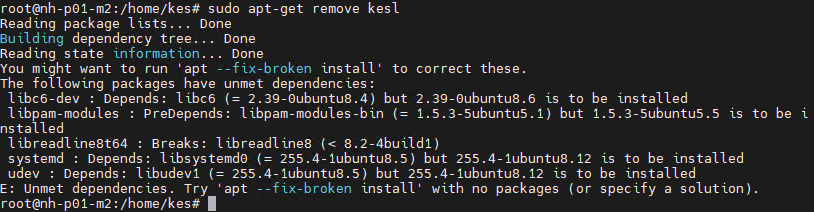 root@nh-p01-m2:/home/kes# sudo apt-get remove kesl
Reading package lists... Done
Building dependency tree... Done
Reading state information... Done
You might want to run 'apt --fix-broken install' to correct these.
The following packages have unmet dependencies:
 libc6-dev : Depends: libc6 (= 2.39-0ubuntu8.4) but 2.39-0ubuntu8.6 is to be installed
 libpam-modules : PreDepends: libpam-modules-bin (= 1.5.3-5ubuntu5.1) but 1.5.3-5ubuntu5.5 is to be i
nstalled
 libreadline8t64 : Breaks: libreadline8 (< 8.2-4build1)
 systemd : Depends: libsystemd0 (= 255.4-1ubuntu8.5) but 255.4-1ubuntu8.12 is to be installed
 udev : Depends: libudev1 (= 255.4-1ubuntu8.5) but 255.4-1ubuntu8.12 is to be installed
E: Unmet dependencies. Try 'apt --fix-broken install' with no packages (or specify a solution).
root@nh-p01-m2:/home/kes#